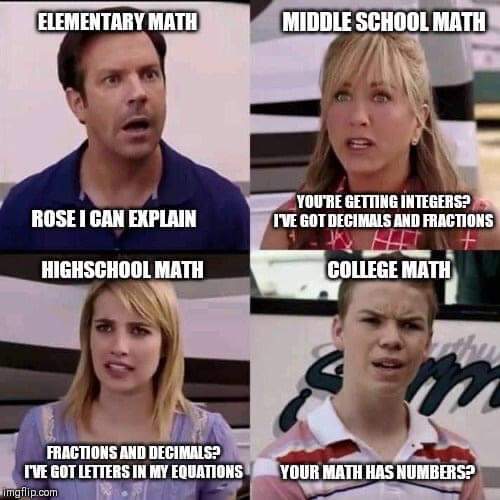 ELEMENTARY MATH
ROSE I CAN EXPLAIN
MIDDLE SCHOOL MATH
YOU'RE GETTING INTEGERS?
I'VE GOT DECIMALS AND FRACTIONS
HIGHSCHOOL MATH
FRACTIONS AND DECIMALS?
I'VE GOT LETTERS IN MY EQUATIONS
COLLEGE MATH
YOUR MATH HAS NUMBERS?
imgflip.com